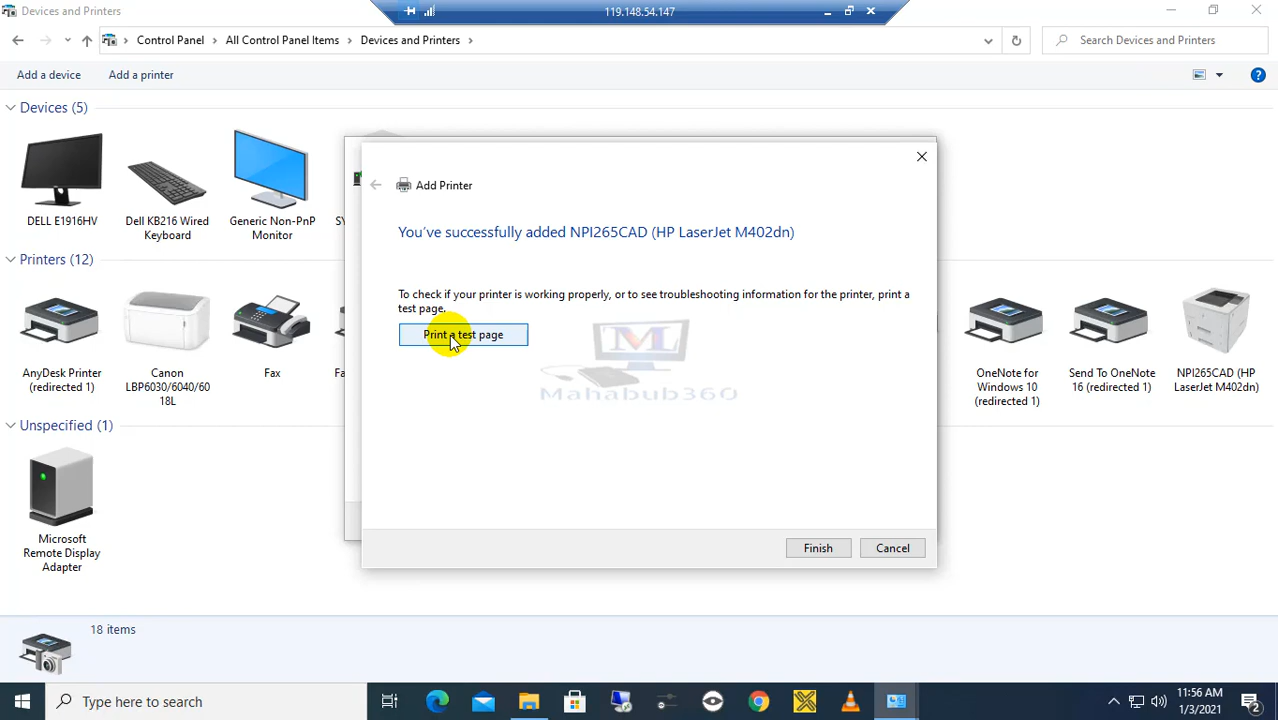 Devices and Printers
119.148.54.147
Control Panel
All Control Panel Items
Devices and Printers
Search Devices and Printers
Add a device
Add a printer
Devices (5)
DELL E1916HV
Dell KB216 Wired
Keyboard
Generic Non-PnP
Monitor
SY
Printers (12)
AnyDesk Printer
(redirected 1)
Canon
LBP6030/6040/60
18L
Fax
Fa
OneNote for
Windows 10
(redirected 1)
Send To OneNote
16 (redirected 1)
NPI265CAD (HP
LaserJet M402dn)
Unspecified (1)
Microsoft
Remote Display
Adapter
Add Printer
You've successfully added NPI265CAD (HP LaserJet M402dn)
To check if your printer is working properly, or to see troubleshooting information for the printer, print a
test page.
Print a test page
ML
Mahabub360
Finish
Cancel
18 items
Type here to search
11:56 AM
1/3/2021
2